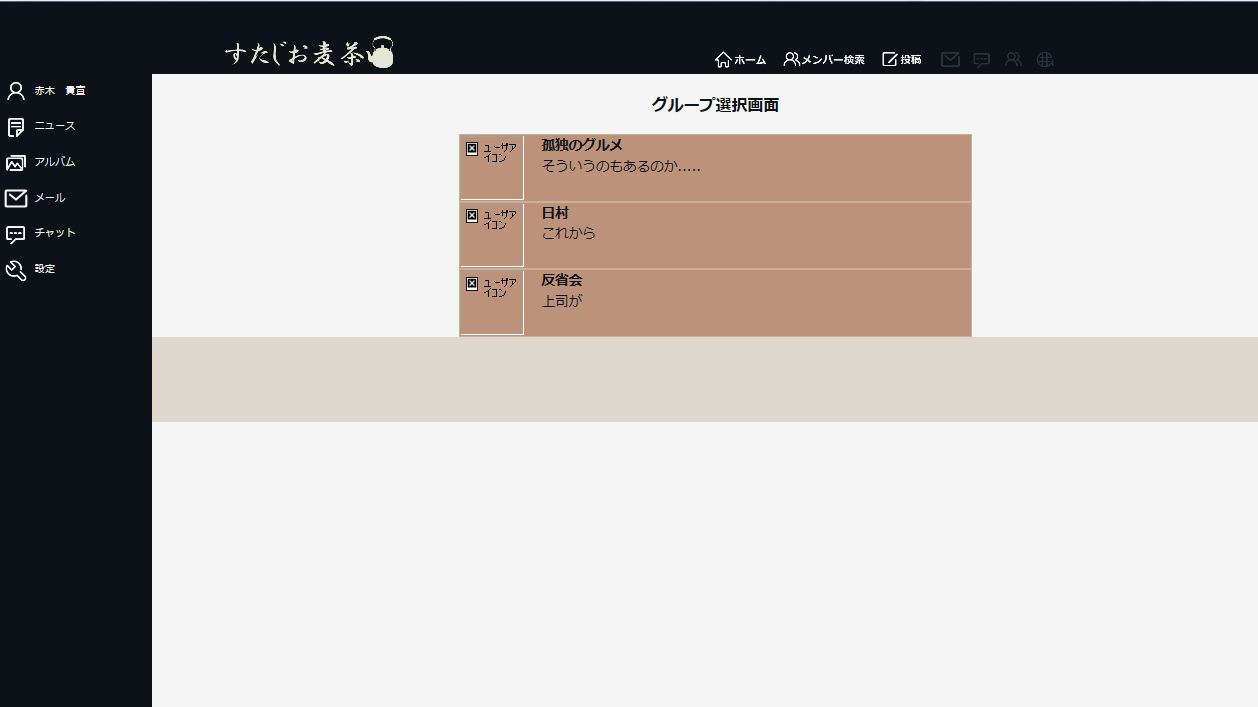 すたじお麦茶
ホーム メンバー検索 投稿
赤木 貴宣
ニュース
アルバム
メール
チャット
設定
グループ選択画面
ユーザア
イコン
孤独のグルメ
そういうのもあるのか.....
ユーザア
イコン
日村
これから
ユーザア
イコン
反省会
上司が